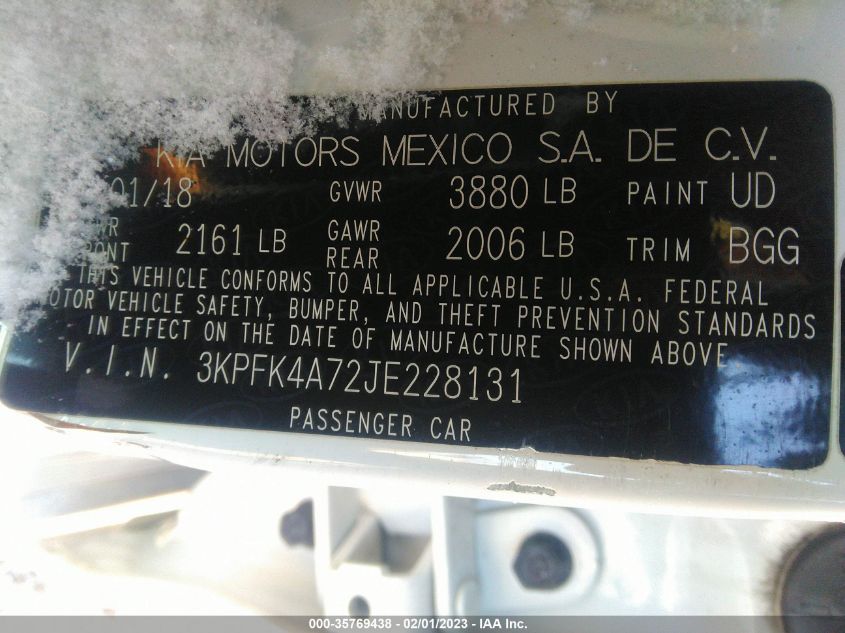 MANUFACTURED BY
KIA MOTORS MEXICO S.A. DE C.V.
01/18 GVWR 3880 LB PAINT UD
2161 LB GAWR REAR 2006 LB TRIM BGG
THIS VEHICLE CONFORMS TO ALL APPLICABLE U.S.A. FEDERAL
MOTOR VEHICLE SAFETY, BUMPER, AND THEFT PREVENTION STANDARDS
IN EFFECT ON THE DATE OF MANUFACTURE SHOWN ABOVE.
V.I.N. 3KPFK4A72JE228131
PASSENGER CAR
000-35769438 - 02/01/2023 - IAA Inc.